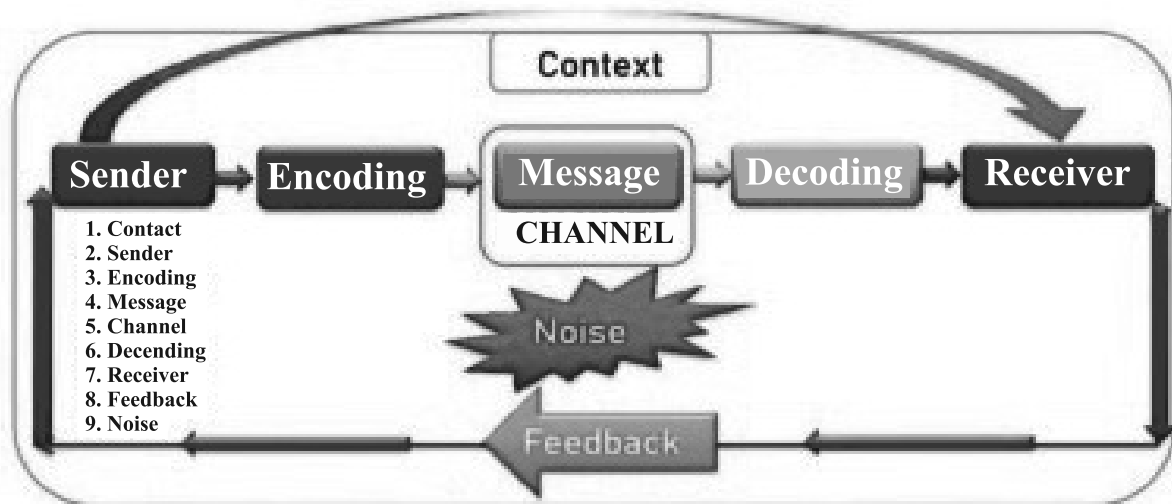 Context
Sender
Encoding
Message
Decoding
Receiver
CHANNEL
1. Contact
2. Sender
3. Encoding
4. Message
5. Channel
6. Decending
7. Receiver
8. Feedback
9. Noise
Noise
Feedback